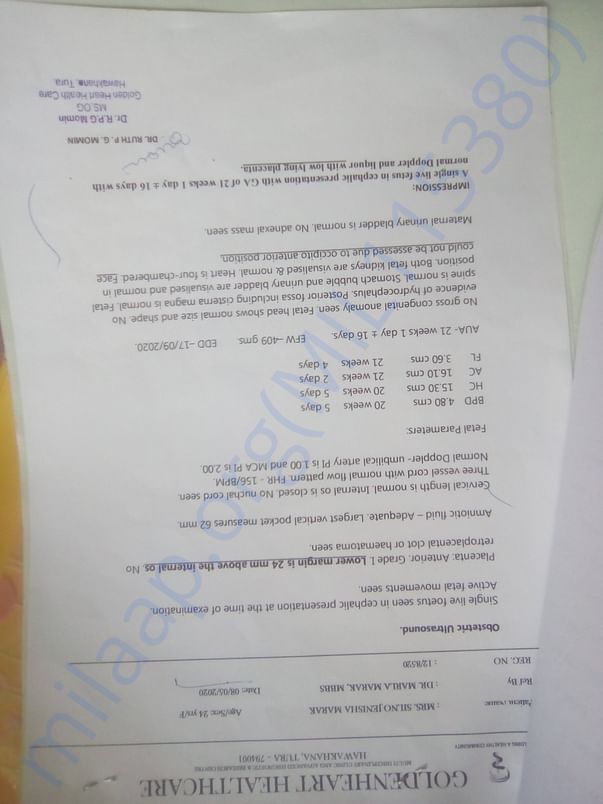 GOLDENHEART HEALTHCARE
MULTI DISCIPLINARY CLINIC AND ADVANCED DIAGNOSTIC & RESEARCH CENTRE
HAWAKHANA, TURA - 794001
LIVING A HEALTHY COMMUNITY
Patient Name : MRS. SILNO JENISHA MARAK Age/Sex: 24 yrs/F
Ref By : DR. MARLA MARAK, MBBS Date: 08/05/2020
REG. NO : 12/8520
Obstetric Ultrasound.
Single live foetus seen in cephalic presentation at the time of examination.
Active fetal movements seen.
Placenta: Anterior. Grade I. Lower margin is 24 mm above the internal os. No
retroplacental clot or haematoma seen.
Amniotic fluid – Adequate. Largest vertical pocket measures 62 mm.
Cervical length is normal. Internal os is closed. No nuchal cord seen.
Three vessel cord with normal flow pattern. FHR - 156/BPM.
Normal Doppler- umbilical artery PI is 1.00 and MCA PI is 2.00.
Fetal Parameters:
BPD 4.80 cms 20 weeks 5 days
HC 15.30 cms 20 weeks 5 days
AC 16.10 cms 21 weeks 2 days
FL 3.60 cms 21 weeks 4 days
AUA- 21 weeks 1 day ± 16 days. EFW –409 gms EDD –17/09/2020.
No gross congenital anomaly seen. Fetal head shows normal size and shape. No
evidence of hydrocephalus. Posterior fossa including cisterna magna is normal. Fetal
spine is normal. Stomach bubble and urinary bladder are visualised and normal in
position. Both fetal kidneys are visualised & normal. Heart is four-chambered. Face
could not be assessed due to occipito anterior position.
Maternal urinary bladder is normal. No adnexal mass seen.
IMPRESSION:
A single live fetus in cephalic presentation with GA of 21 weeks 1 day ± 16 days with
normal Doppler and liquor with low lying placenta.
DR. RUTH P. G. MOMIN
Dr. R.P.G Momin
MS.OG
Golden Heart Health Care
Hawakhana, Tura.